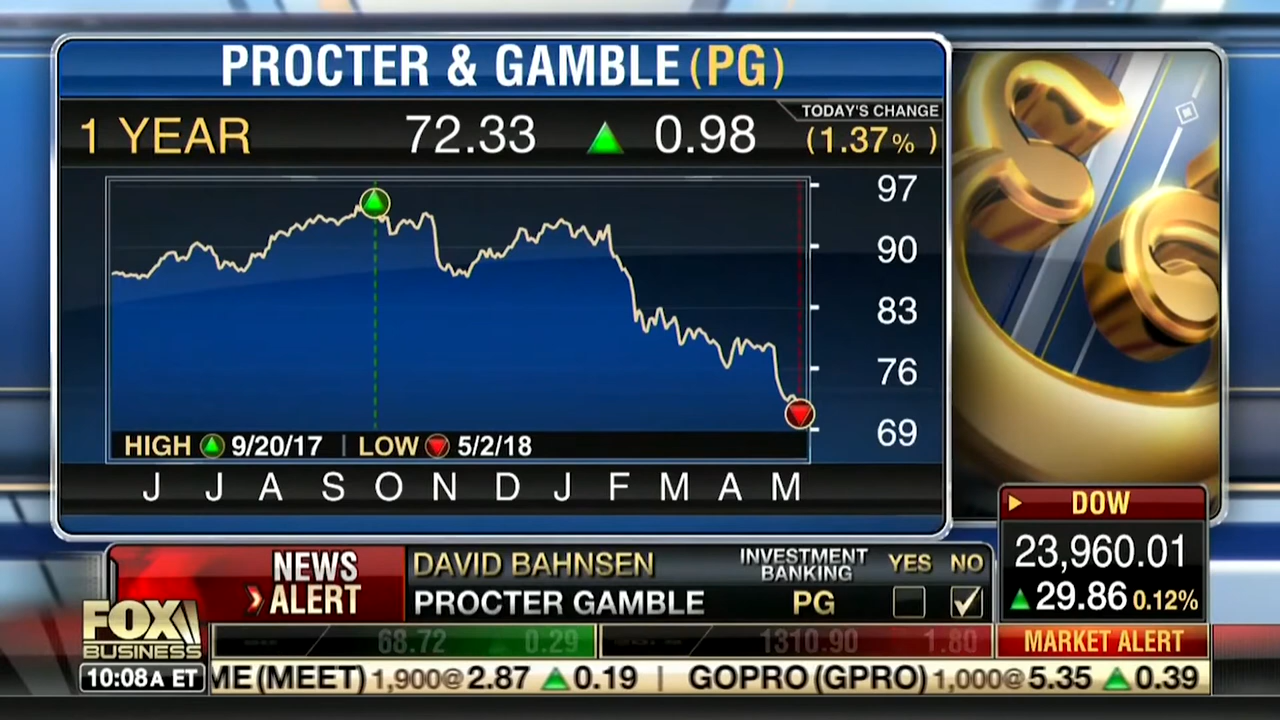 PROCTER & GAMBLE (PG)
TODAY'S CHANGE
1 YEAR 72.33 0.98 (1.37%)
97
90
83
76
69
HIGH 9/20/17 | LOW 5/2/18
J J A S O N D J F M A M
DOW
23,960.01
29.86 0.12%
MARKET ALERT
NEWS
ALERT
DAVID BAHNSEN
PROCTER GAMBLE
INVESTMENT
BANKING
PG
YES NO
FOX
BUSINESS
68.72 0.29 1310.90 1.80
10:08A ET
ME (MEET) 1,900@2.87 0.19 | GOPRO (GPRO) 1,000@5.35 0.39